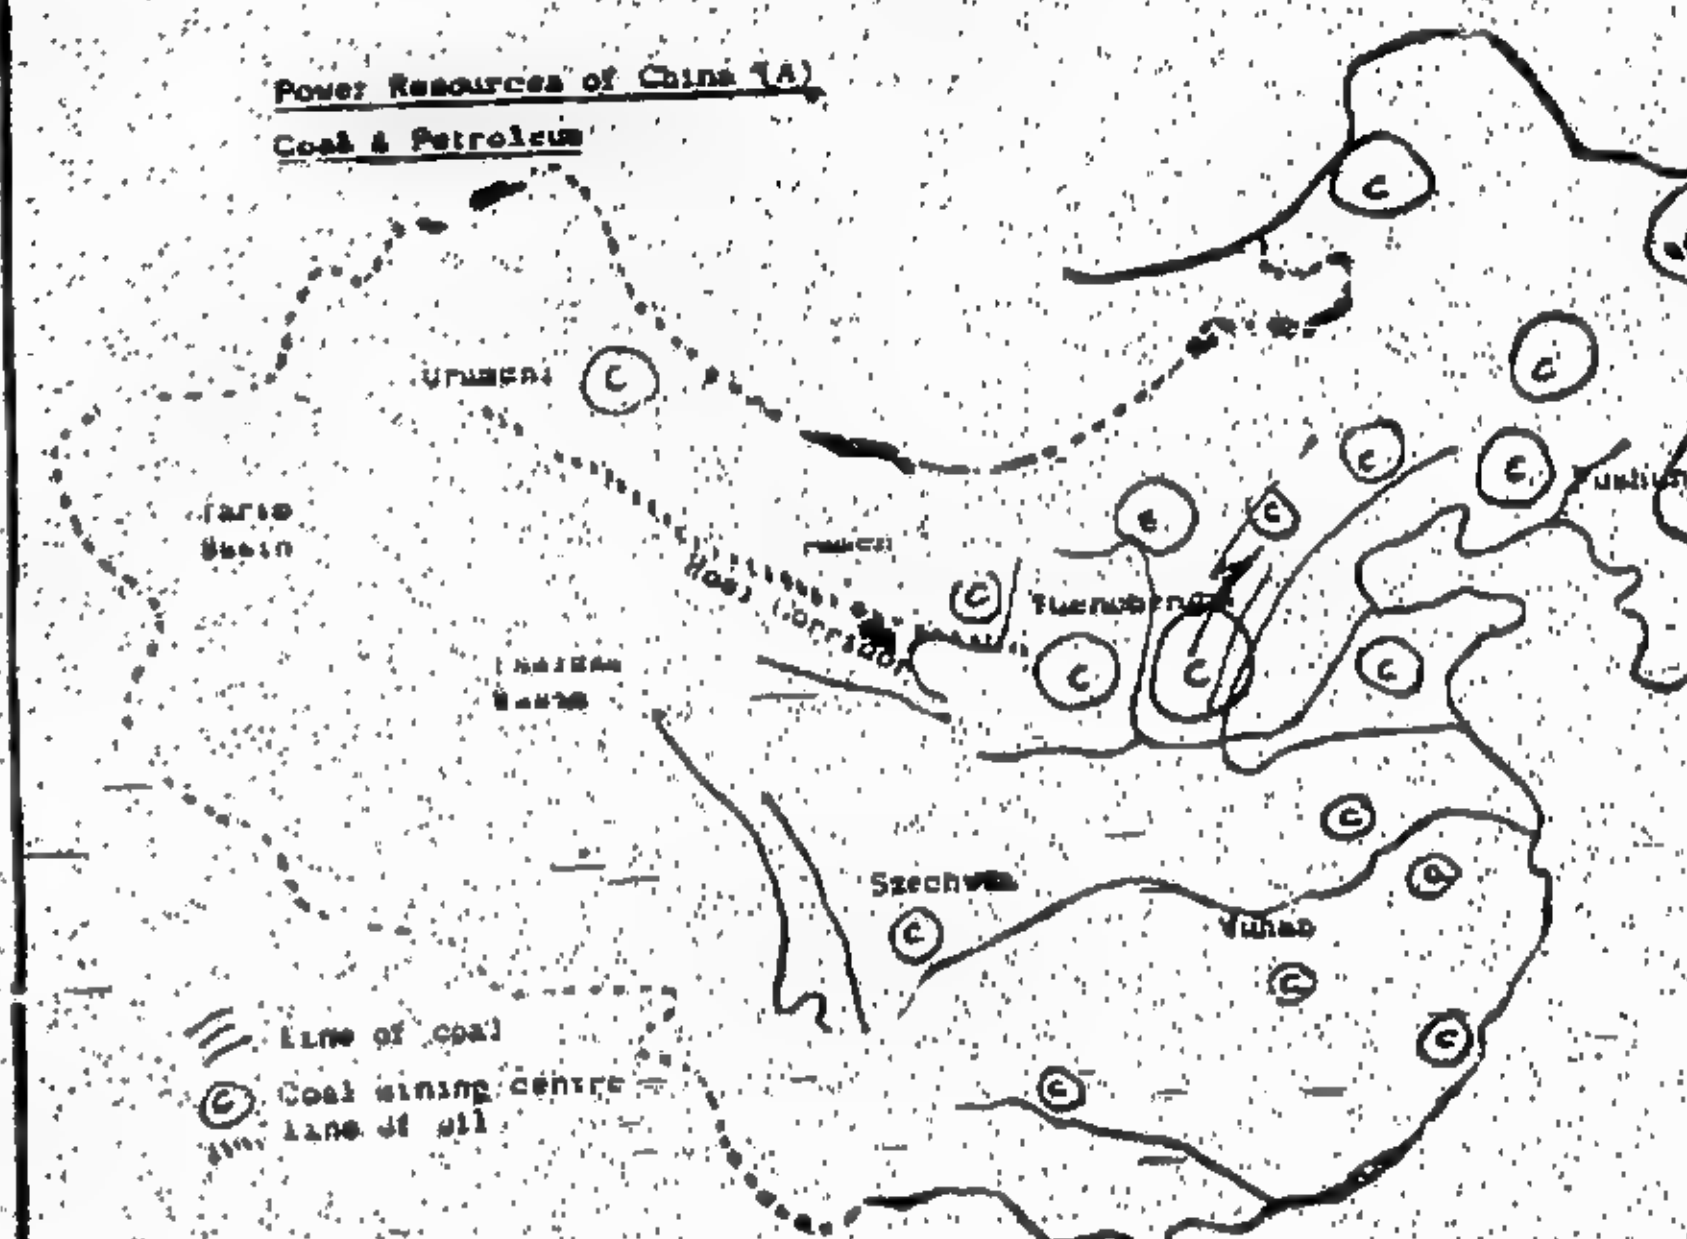 Power Resources of China (A)
Coal & Petroleum
C
C
Urumchi
C
C
C
Tarim
Basin
C
C
C
Hosi Corridor
C
C
C
C
Basin
C
Szechwan
C
Wuhan
C
C
Line of coal
C Coal mining centre
Line of oil
C